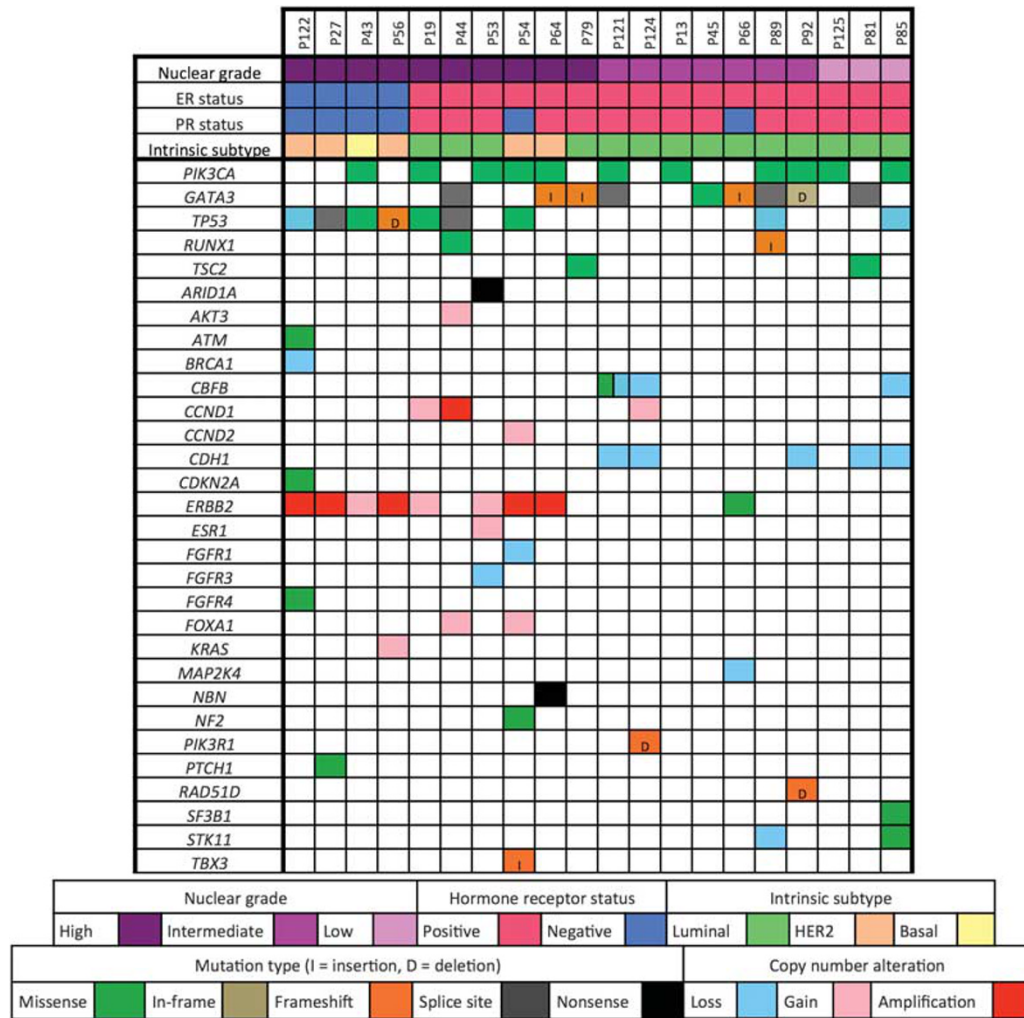 P122 P27 P43 P56 P19 P44 P53 P54 P64 P79 P121 P124 P13 P45 P66 P89 P92 P125 P81 P85
Nuclear grade
ER status
PR status
Intrinsic subtype
PIK3CA
GATA3 I I I D
TP53 D
RUNX1 I
TSC2
ARID1A
AKT3
ATM
BRCA1
CBFB
CCND1
CCND2
CDH1
CDKN2A
ERBB2
ESR1
FGFR1
FGFR3
FGFR4
FOXA1
KRAS
MAP2K4
NBN
NF2
PIK3R1 D
PTCH1
RAD51D D
SF3B1
STK11
TBX3 I
Nuclear grade Hormone receptor status Intrinsic subtype
High Intermediate Low Positive Negative Luminal HER2 Basal
Mutation type (I = insertion, D = deletion) Copy number alteration
Missense In-frame Frameshift Splice site Nonsense Loss Gain Amplification